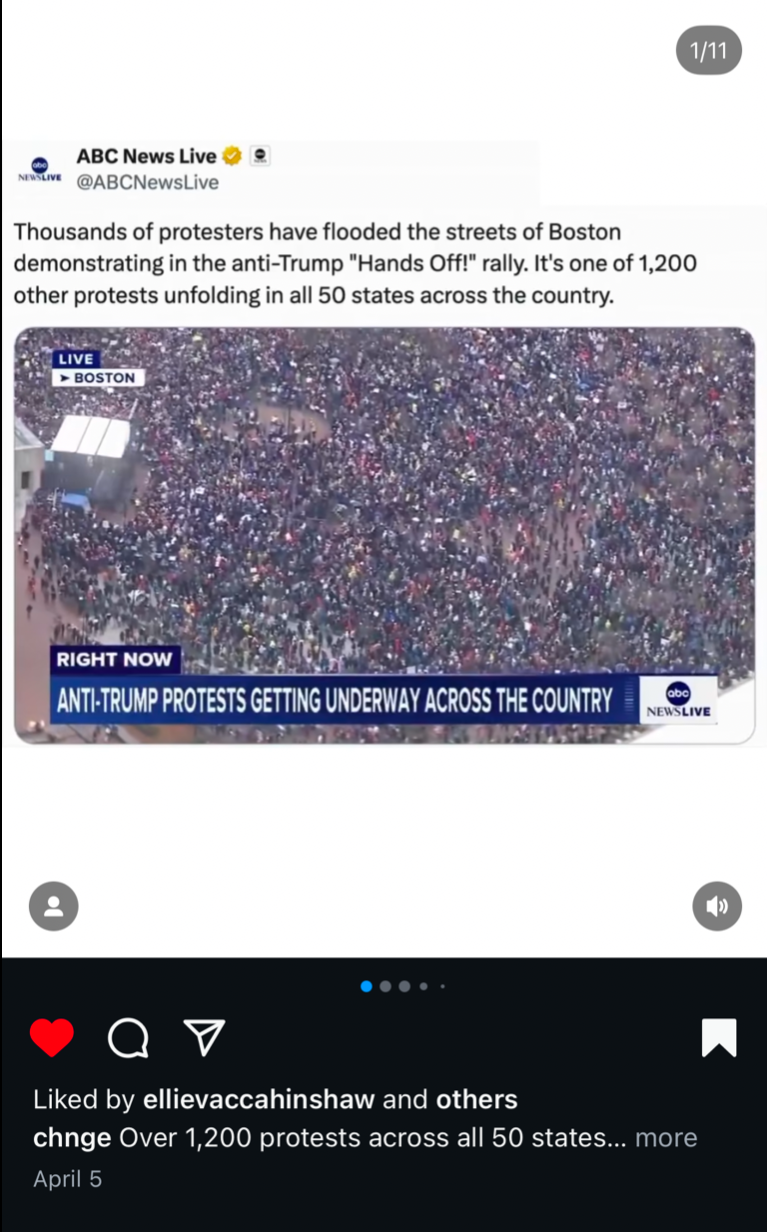 1/11
abc
NEWSLIVE
ABC News Live
@ABCNewsLive
Thousands of protesters have flooded the streets of Boston
demonstrating in the anti-Trump "Hands Off!" rally. It's one of 1,200
other protests unfolding in all 50 states across the country.
LIVE
➤ BOSTON
RIGHT NOW
ANTI-TRUMP PROTESTS GETTING UNDERWAY ACROSS THE COUNTRY
abc
NEWSLIVE
Liked by ellievaccahinshaw and others
chnge Over 1,200 protests across all 50 states... more
April 5